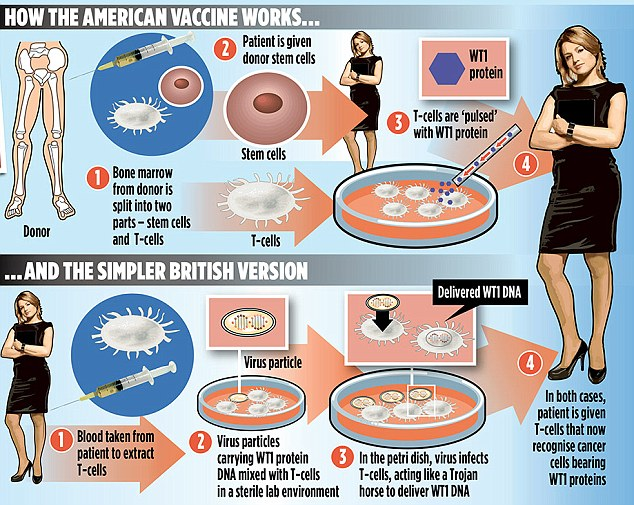 HOW THE AMERICAN VACCINE WORKS...
2 Patient is given
donor stem cells
Stem cells
1 Bone marrow
from donor is
split into two
parts – stem cells
and T-cells
Donor
T-cells
WT1
protein
3 T-cells are ‘pulsed’
with WT1 protein
4
...AND THE SIMPLER BRITISH VERSION
1 Blood taken from
patient to extract
T-cells
Virus particle
2 Virus particles
carrying WT1 protein
DNA mixed with T-cells
in a sterile lab environment
Delivered WT1 DNA
3 In the petri dish, virus infects
T-cells, acting like a Trojan
horse to deliver WT1 DNA
4
In both cases,
patient is given
T-cells that now
recognise cancer
cells bearing
WT1 proteins